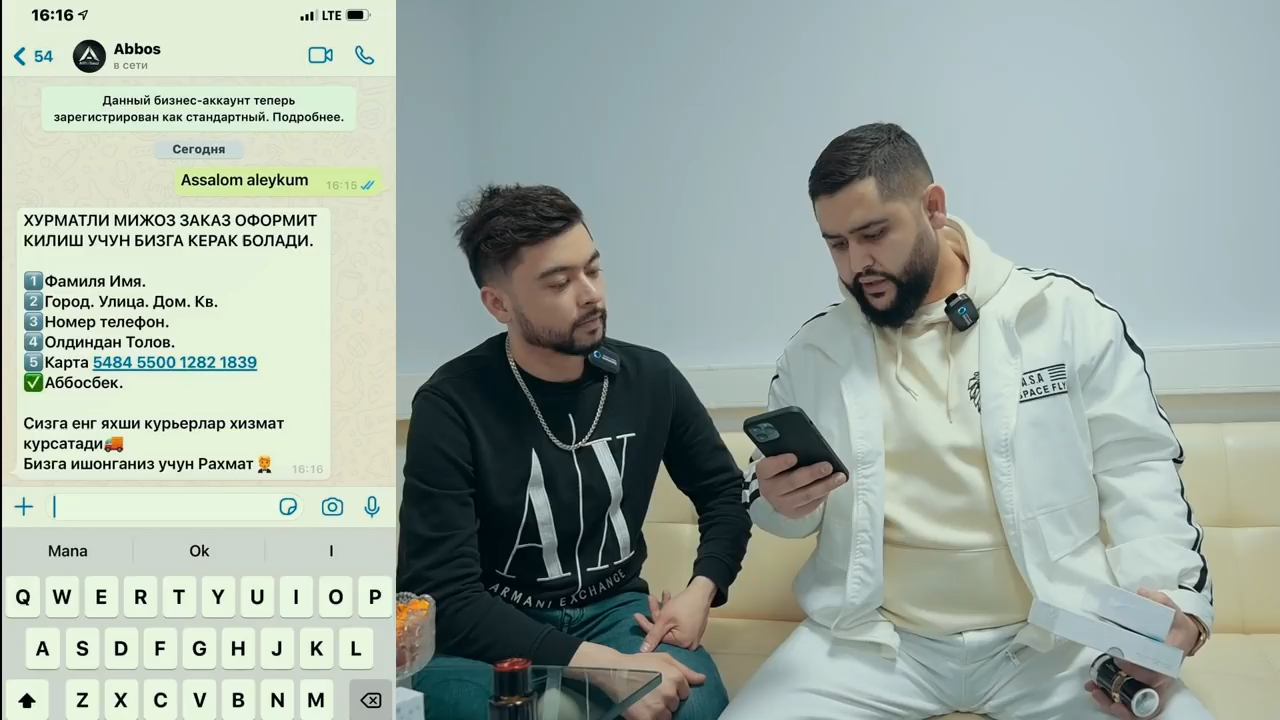 16:16
LTE
54
Abbos
в сети
Данный бизнес-аккаунт теперь
зарегистрирован как стандартный. Подробнее.
Сегодня
Assalom aleykum 16:15
ХУРМАТЛИ МИЖОЗ ЗАКАЗ ОФОРМИТ
КИЛИШ УЧУН БИЗГА КЕРАК БОЛАДИ.
1 Фамиля Имя.
2 Город. Улица. Дом. Кв.
3 Номер телефон.
4 Олдиндан Толов.
5 Карта 5484 5500 1282 1839
Аббосбек.
Сизга енг яхши курьерлар хизмат
курсатади
Бизга ишонганиз учун Рахмат 16:16
Mana Ok I
Q W E R T Y U I O P
A S D F G H J K L
Z X C V B N M
A|X
ARMANI EXCHANGE
SPACE FLY